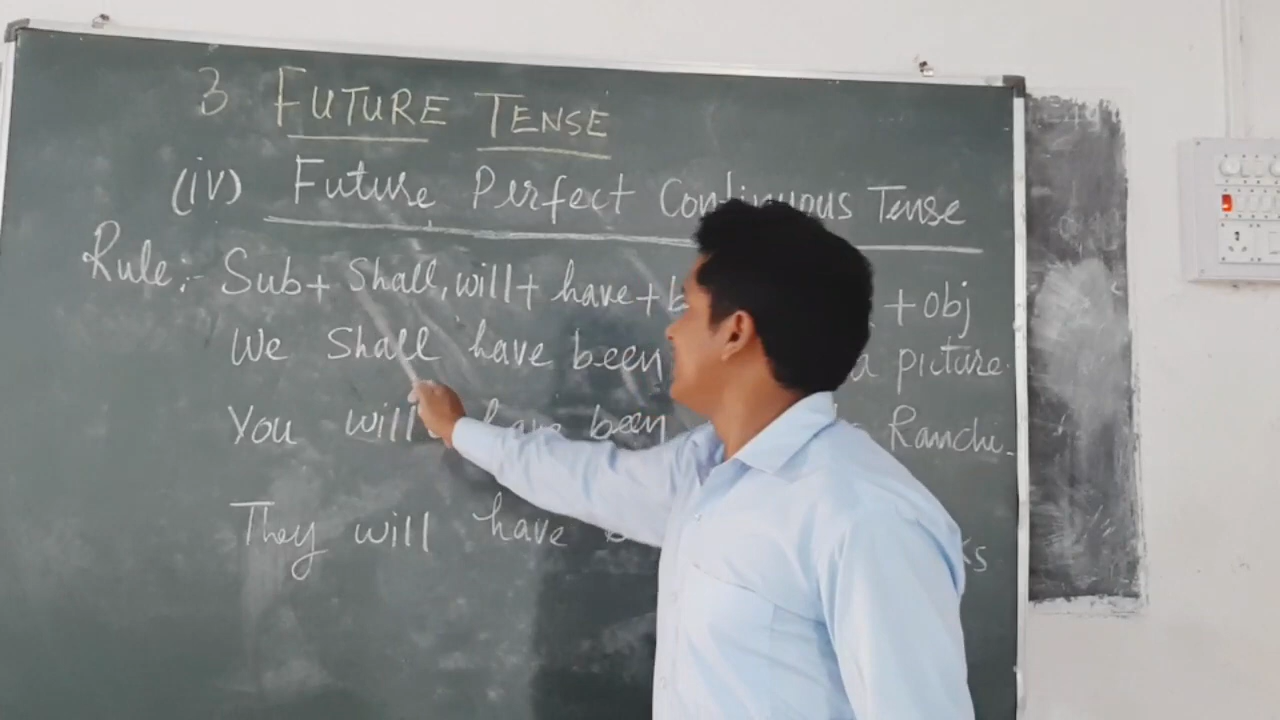 3 FUTURE TENSE
(iv) Future Perfect Continuous Tense
Rule:- Sub + Shall, will + have + + obj
We Shall have been a picture.
You will have been Ranchi.
They will have